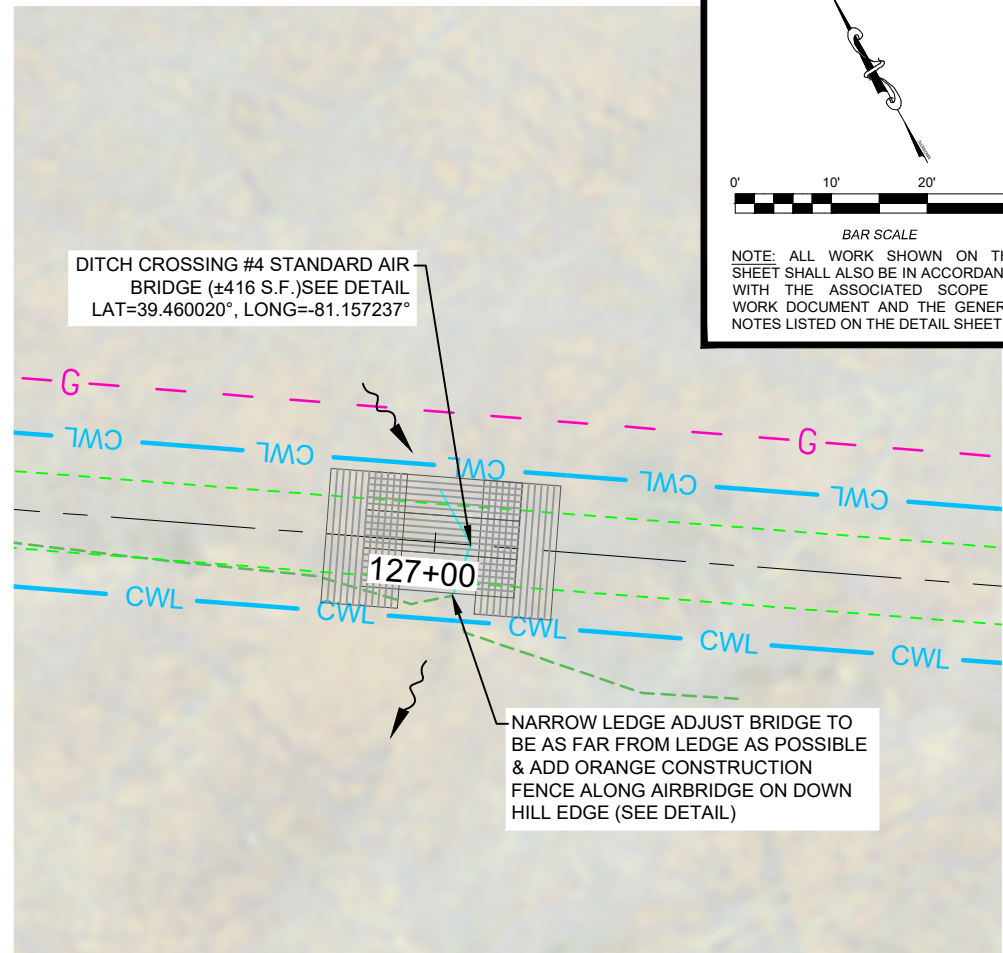 0' 10' 20'
BAR SCALE
NOTE: ALL WORK SHOWN ON
SHEET SHALL ALSO BE IN
WITH THE ASSOCIATED SCOPE
WORK DOCUMENT AND THE
NOTES LISTED ON THE DETAIL SHEET
DITCH CROSSING #4 STANDARD AIR
BRIDGE (±416 S.F.)SEE DETAIL
LAT=39.460020°, LONG=-81.157237°
G
G
CWL CWL CWL CWL CWL
127+00
CWL CWL CWL CWL CWL
NARROW LEDGE ADJUST BRIDGE TO
BE AS FAR FROM LEDGE AS POSSIBLE
& ADD ORANGE CONSTRUCTION
FENCE ALONG AIRBRIDGE ON DOWN
HILL EDGE (SEE DETAIL)